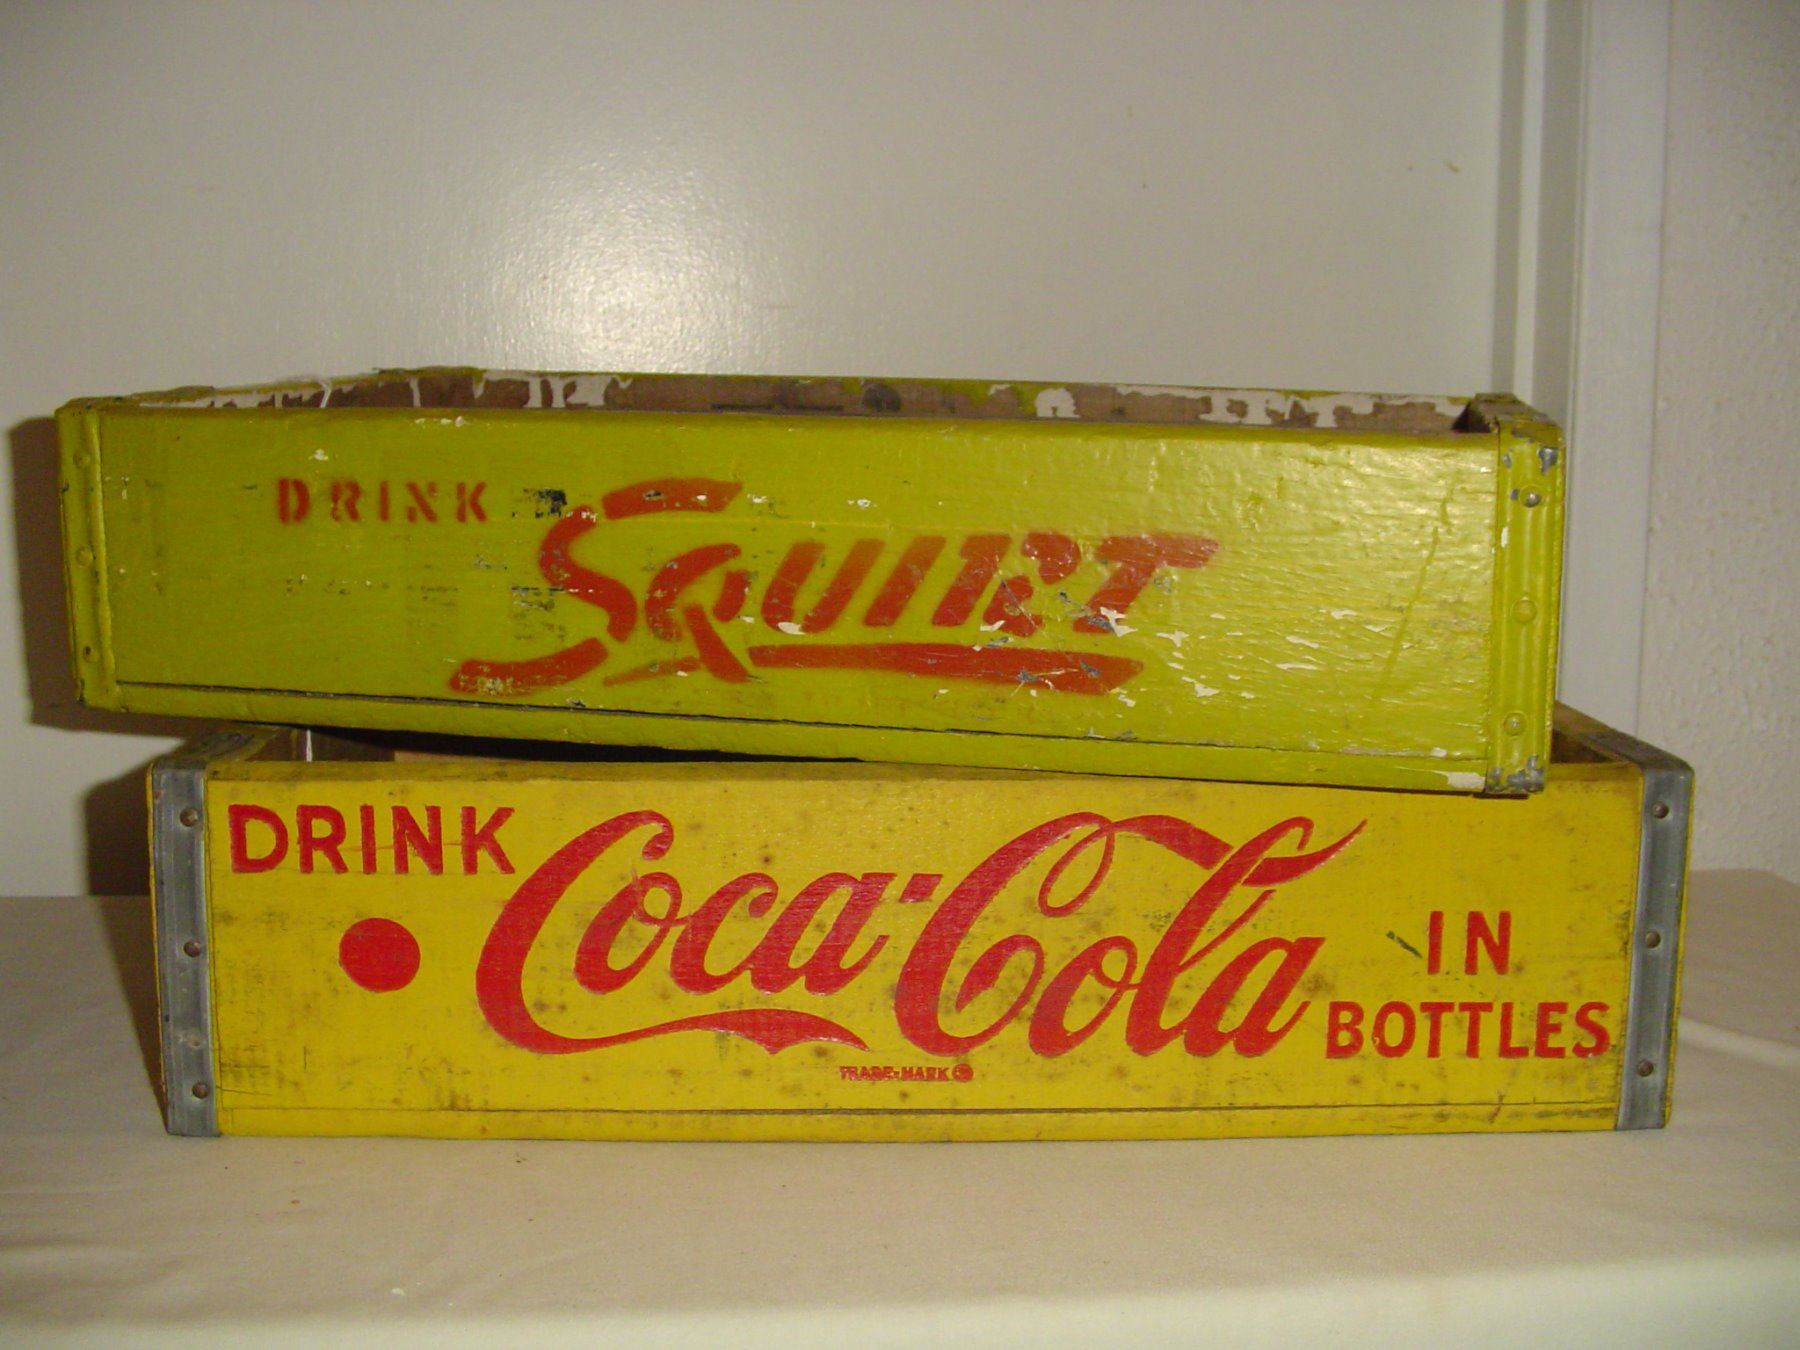 DRINK
SQUIRT
DRINK Coca-Cola
IN
BOTTLES
TRADE-MARK ®